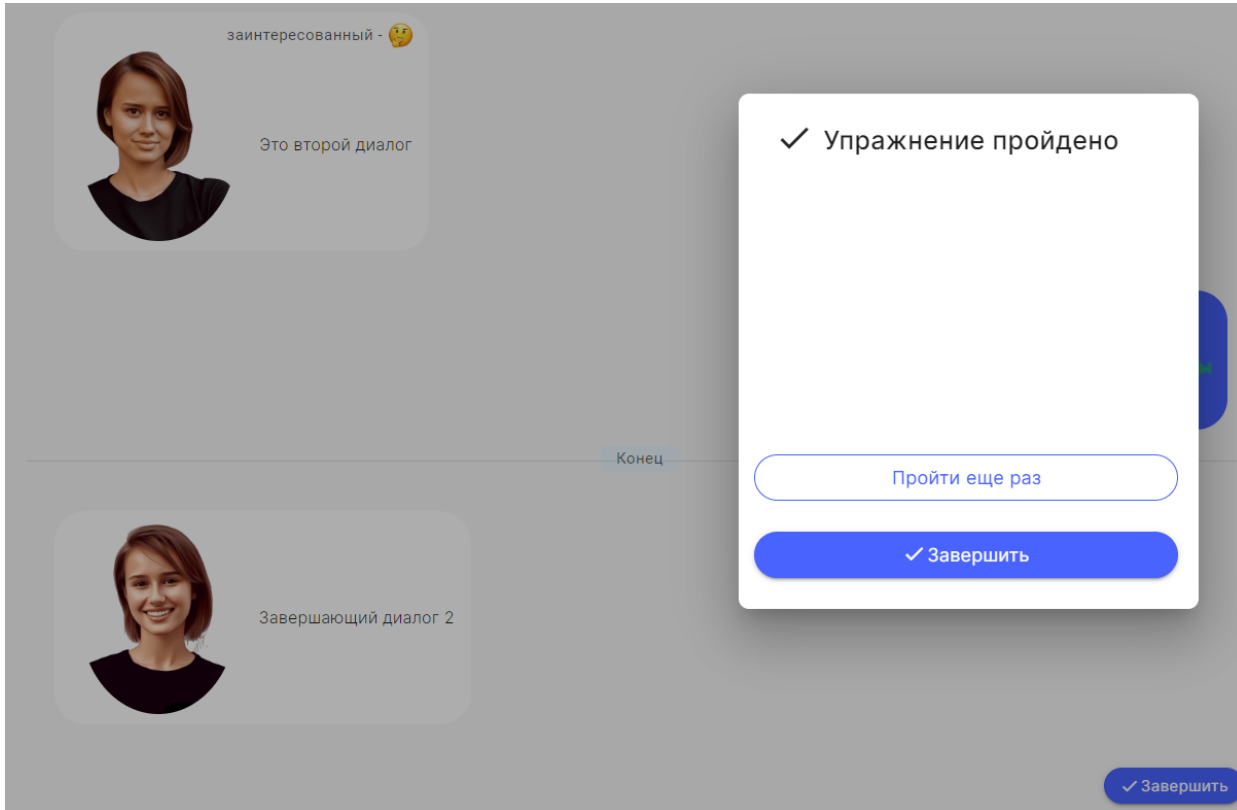 заинтересованный - 🤔
Это второй диалог
Упражнение пройдено
Конец
Пройти еще раз
Завершить
Завершающий диалог 2
Завершить